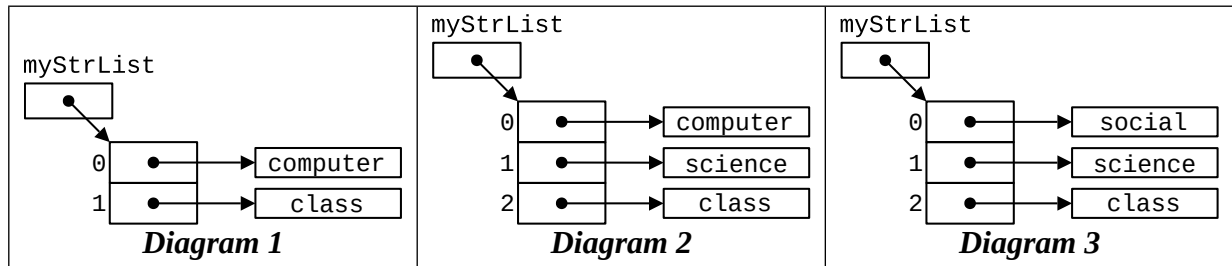 myStrList
0 computer
1 class
Diagram 1
myStrList
0 computer
1 science
2 class
Diagram 2
myStrList
0 social
1 science
2 class
Diagram 3